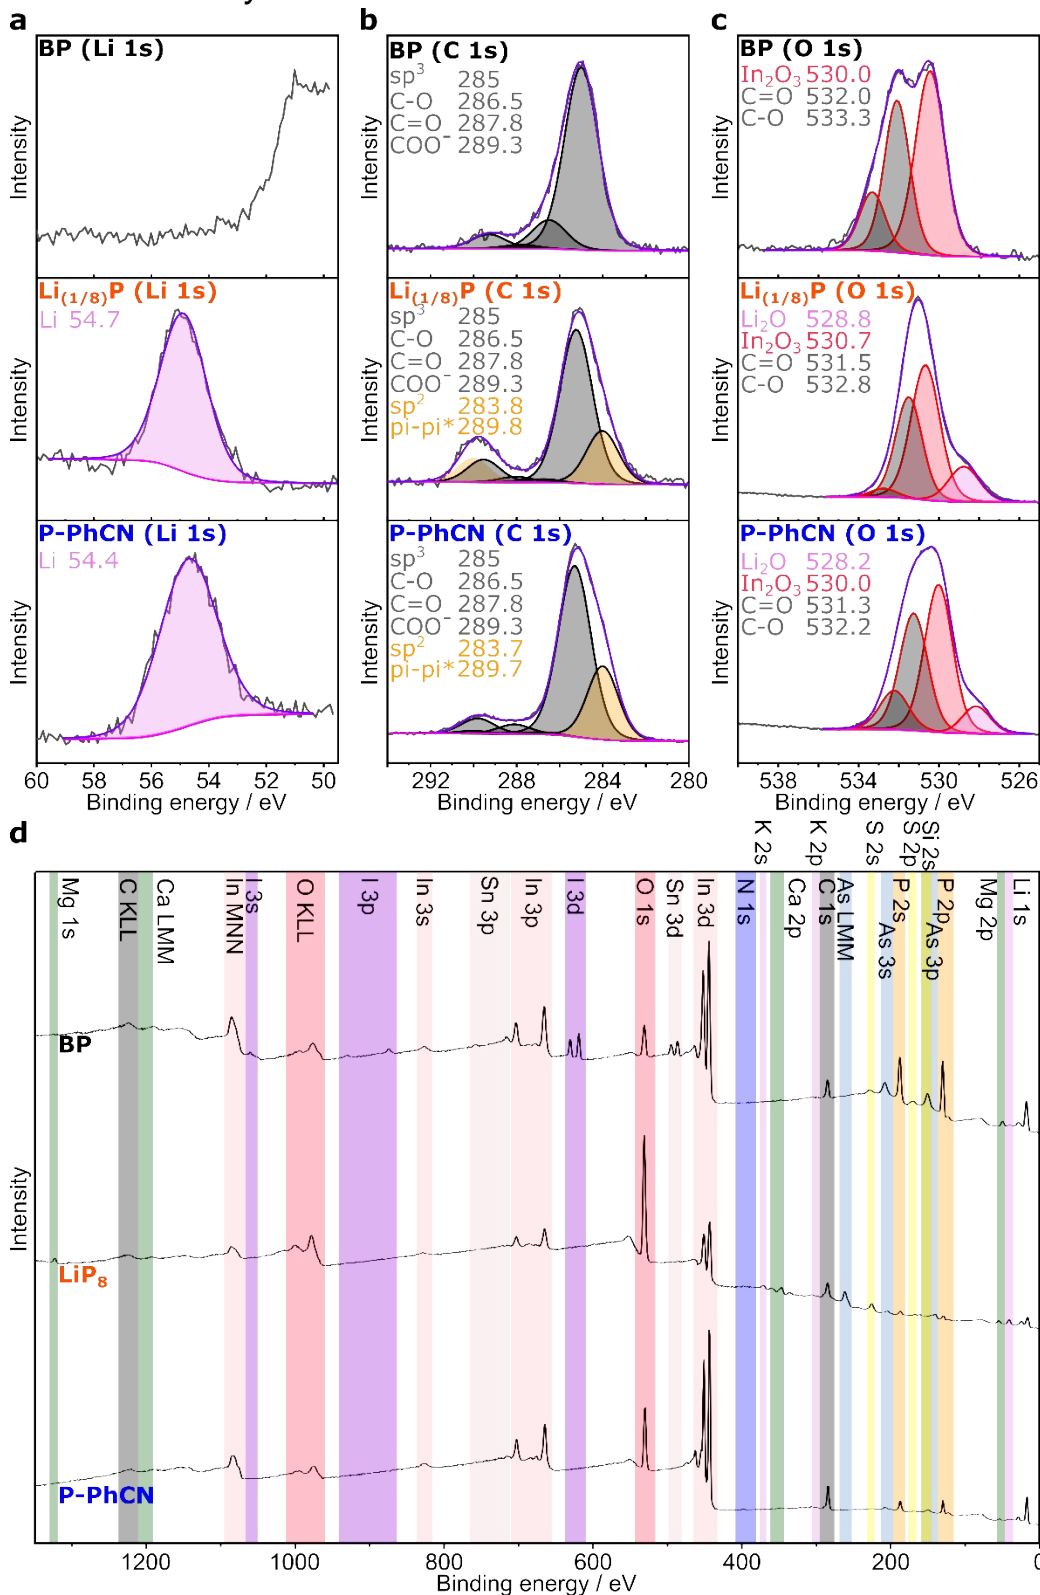 y
a
BP (Li 1s)
Intensity
Li(1/8)P (Li 1s)
Li 54.7
Intensity
P-PhCN (Li 1s)
Li 54.4
Intensity
60 55 50
Binding energy / eV
b
BP (C 1s)
sp³ 285
C-O 286.5
C=O 287.8
COO⁻ 289.3
Intensity
Li(1/8)P (C 1s)
sp³ 285
C-O 286.5
C=O 287.8
COO⁻ 289.3
sp² 283.8
pi-pi* 289.8
Intensity
P-PhCN (C 1s)
sp³ 285
C-O 286.5
C=O 287.8
COO⁻ 289.3
sp² 283.7
pi-pi* 289.7
Intensity
292 288 284 280
Binding energy / eV
c
BP (O 1s)
In₂O₃ 530.0
C=O 532.0
C-O 533.3
Intensity
Li(1/8)P (O 1s)
Li₂O 528.8
In₂O₃ 530.7
C=O 531.5
C-O 532.8
Intensity
P-PhCN (O 1s)
Li₂O 528.2
In₂O₃ 530.0
C=O 531.3
C-O 532.2
Intensity
538 534 530 525
Binding energy / eV
d
Mg 1s
C KLL
Ca LMM
In MNN
I 3s
O KLL
I 3p
In 3s
Sn 3p
In 3p
I 3d
O 1s
Sn 3d
In 3d
N 1s
K 2s
Ca 2p
K 2p
C 1s
As LMM
S 2s
As 3s
P 2s
S 2p
Si 2s
As 3p
P 2p
Mg 2p
Li 1s
BP
LiP₈
P-PhCN
Intensity
1200 1000 800 600 400 200 0
Binding energy / eV